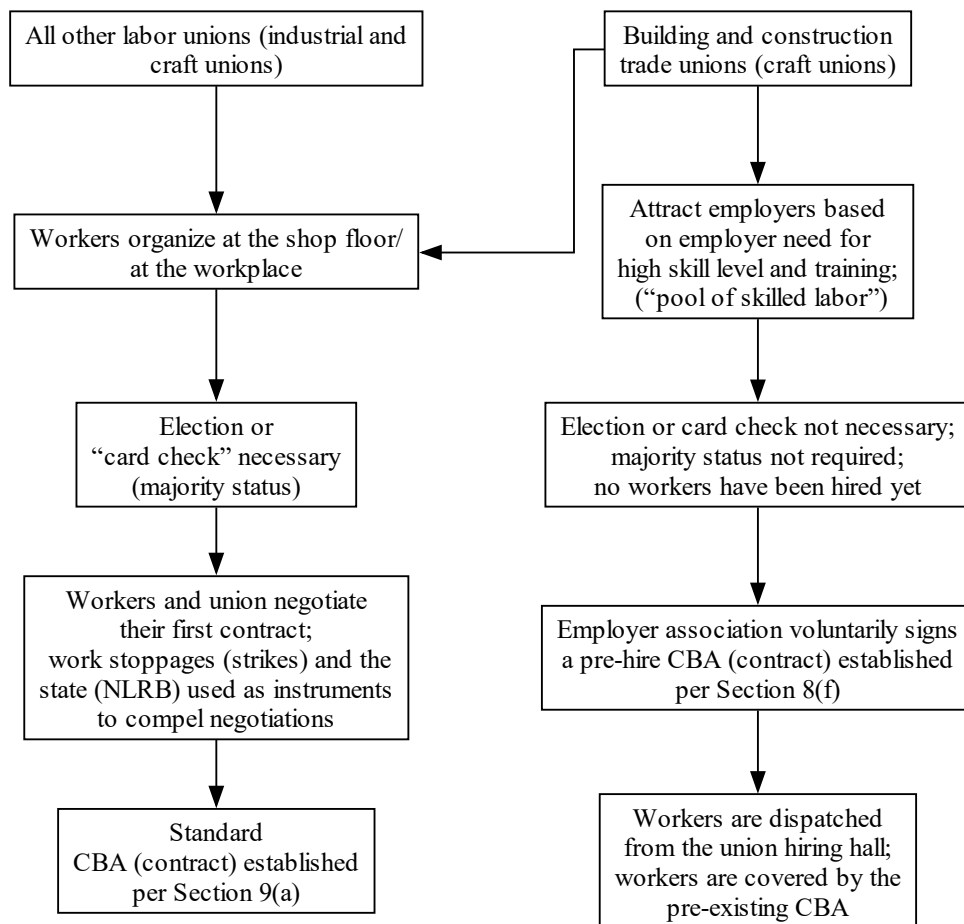 All other labor unions (industrial and
craft unions)
Building and construction
trade unions (craft unions)
Workers organize at the shop floor/
at the workplace
Attract employers based
on employer need for
high skill level and training;
(“pool of skilled labor”)
Election or
“card check” necessary
(majority status)
Election or card check not necessary;
majority status not required;
no workers have been hired yet
Workers and union negotiate
their first contract;
work stoppages (strikes) and the
state (NLRB) used as instruments
to compel negotiations
Employer association voluntarily signs
a pre-hire CBA (contract) established
per Section 8(f)
Standard
CBA (contract) established
per Section 9(a)
Workers are dispatched
from the union hiring hall;
workers are covered by the
pre-existing CBA